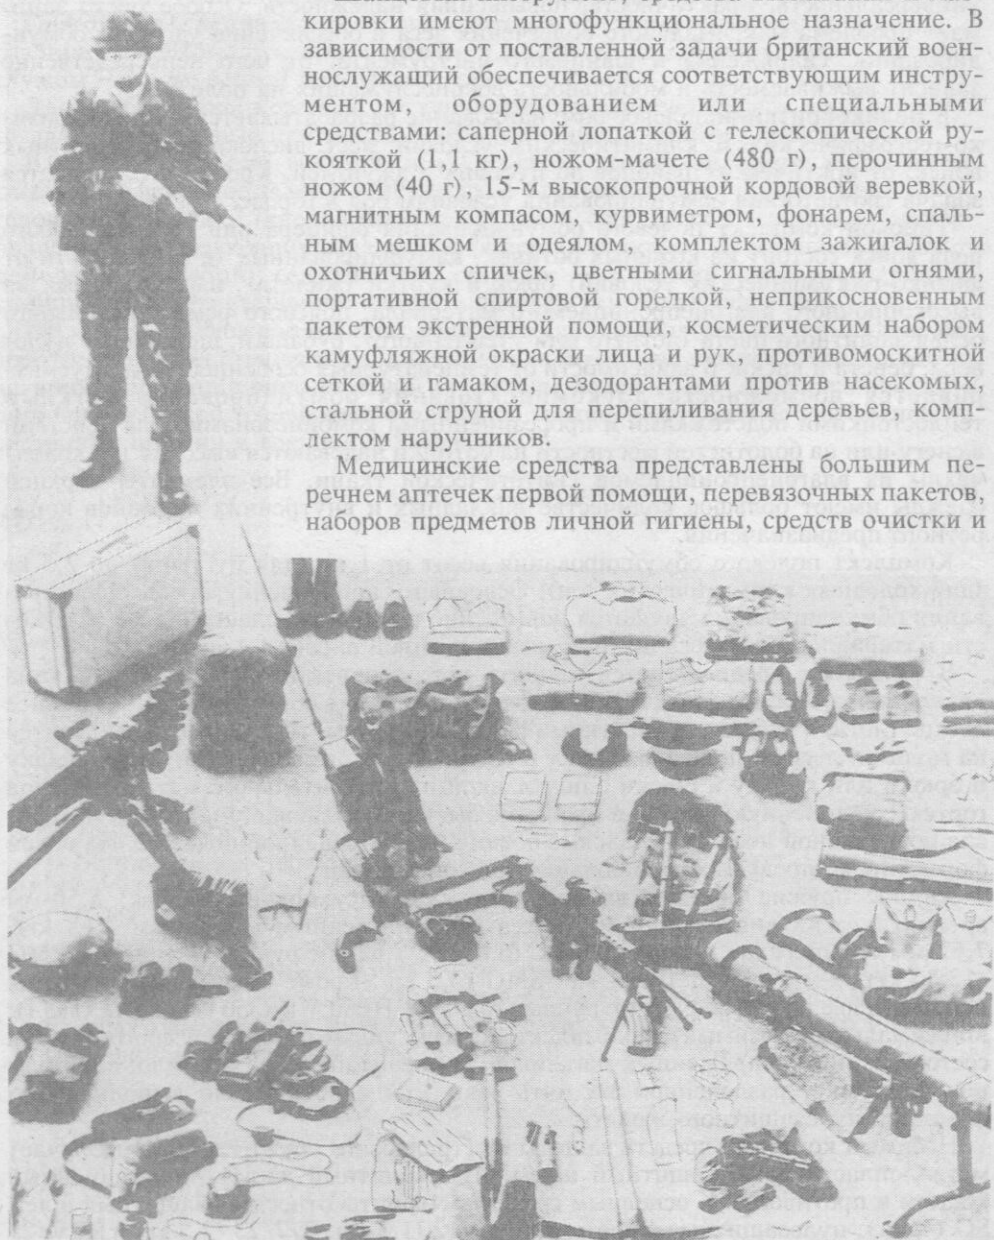 кировки имеют многофункциональное назначение. В
зависимости от поставленной задачи британский воен-
нослужащий обеспечивается соответствующим инстру-
ментом, оборудованием или специальными
средствами: саперной лопаткой с телескопической ру-
кояткой (1,1 кг), ножом-мачете (480 г), перочинным
ножом (40 г), 15-м высокопрочной кордовой веревкой,
магнитным компасом, курвиметром, фонарем, спаль-
ным мешком и одеялом, комплектом зажигалок и
охотничьих спичек, цветными сигнальными огнями,
портативной спиртовой горелкой, неприкосновенным
пакетом экстренной помощи, косметическим набором
камуфляжной окраски лица и рук, противомоскитной
сеткой и гамаком, дезодорантами против насекомых,
стальной струной для перепиливания деревьев, комп-
лектом наручников.
Медицинские средства представлены большим пе-
речнем аптечек первой помощи, перевязочных пакетов,
наборов предметов личной гигиены, средств очистки и